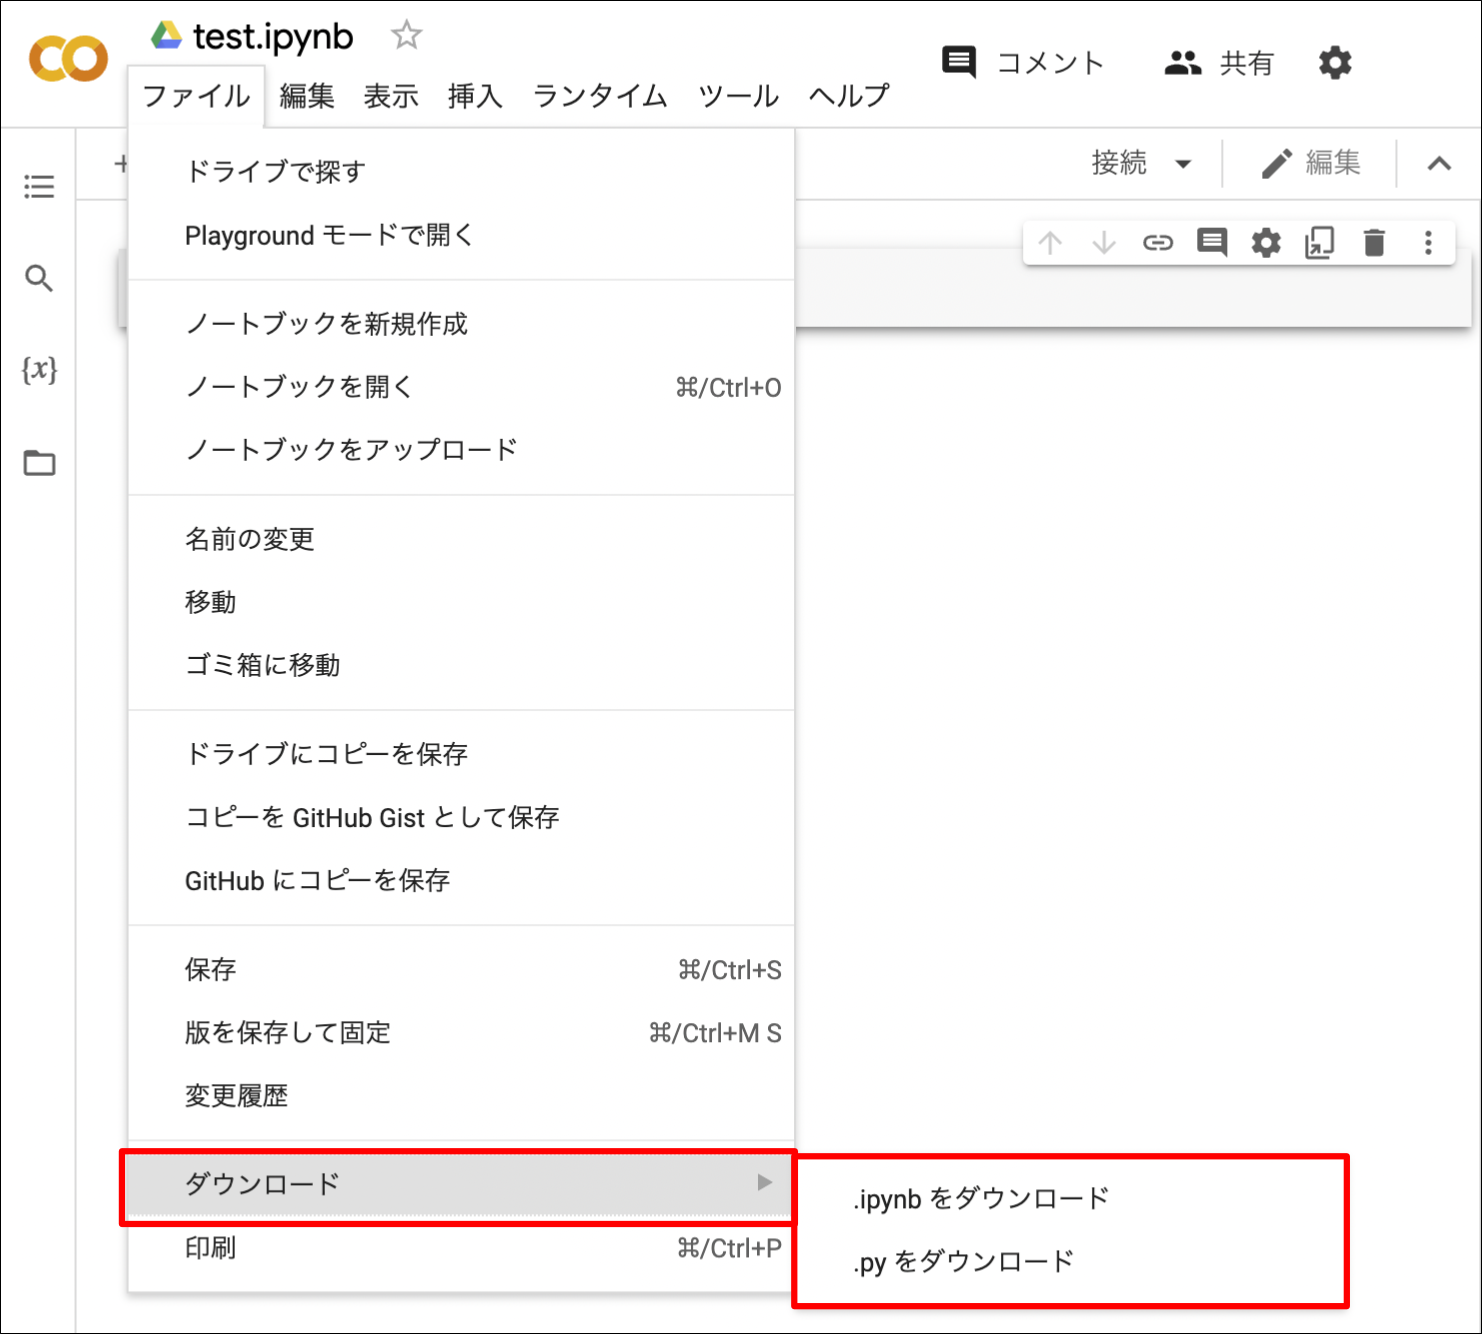 test.ipynb
コメント
共有
ファイル 編集 表示 挿入 ランタイム ツール ヘルプ
接続
編集
{x}
ドライブで探す
Playground モードで開く
ノートブックを新規作成
ノートブックを開く ⌘/Ctrl+O
ノートブックをアップロード
名前の変更
移動
ゴミ箱に移動
ドライブにコピーを保存
コピーを GitHub Gist として保存
GitHub にコピーを保存
保存 ⌘/Ctrl+S
版を保存して固定 ⌘/Ctrl+M S
変更履歴
ダウンロード
.ipynb をダウンロード
.py をダウンロード
印刷 ⌘/Ctrl+P